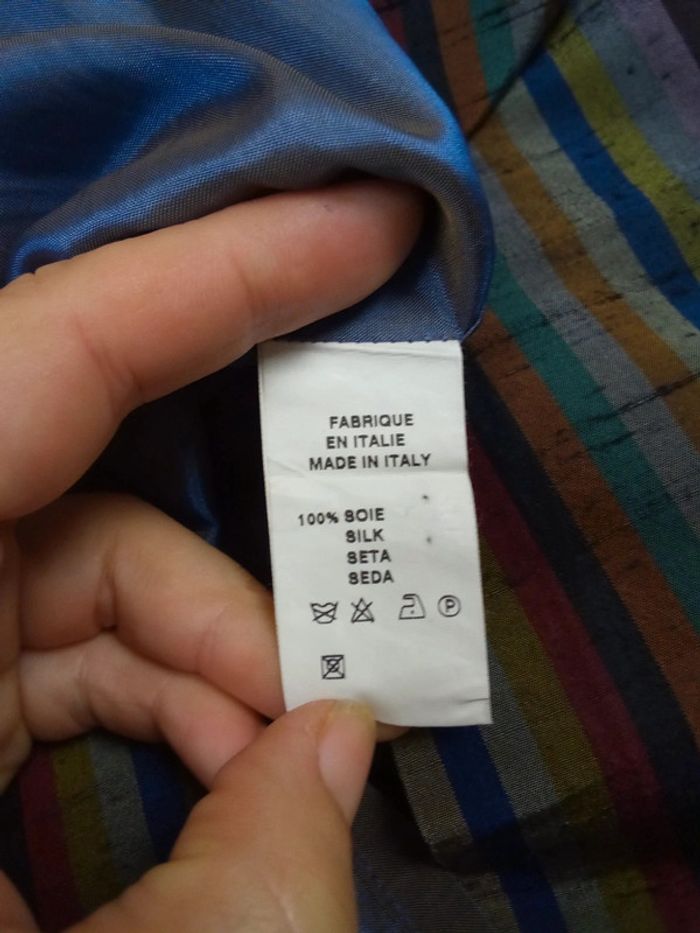 FABRIQUE
EN ITALIE
MADE IN ITALY
100% SOIE
SILK
SETA
SEDA
P